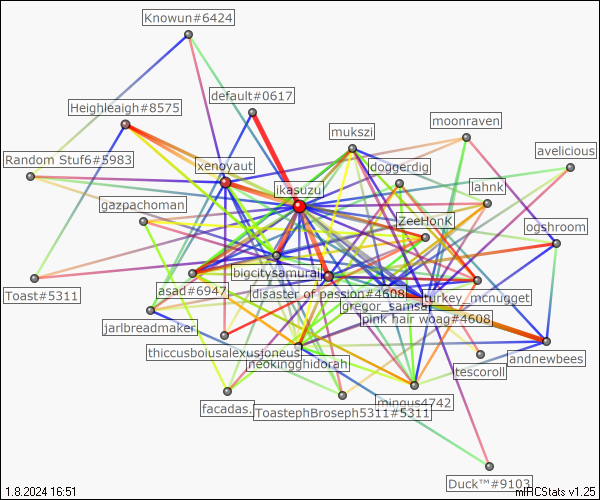 Knowun#6424
default#0617
Heighleigh#8575
mukszi
moonraven
avelicious
Random Stuf6#5983
xenoyaut
doggerdig
ikasuzu
lahnk
gazpachoman
ZeeHonK
ogshroom
bigcitysamurai
asad#6947
disaster of passion#4608
turkey_mcnugget
Toast#5311
gregor_samsa
pink hair woag#4608
jarlbreadmaker
thiccusboiusalexusjoneus
andnewbees
neokingghidorah
tescoroll
facadas.
ToastephBroseph5311#5311
mingus4742
Duck™#9103
1.8.2024 16:51
mIRCStats v1.25